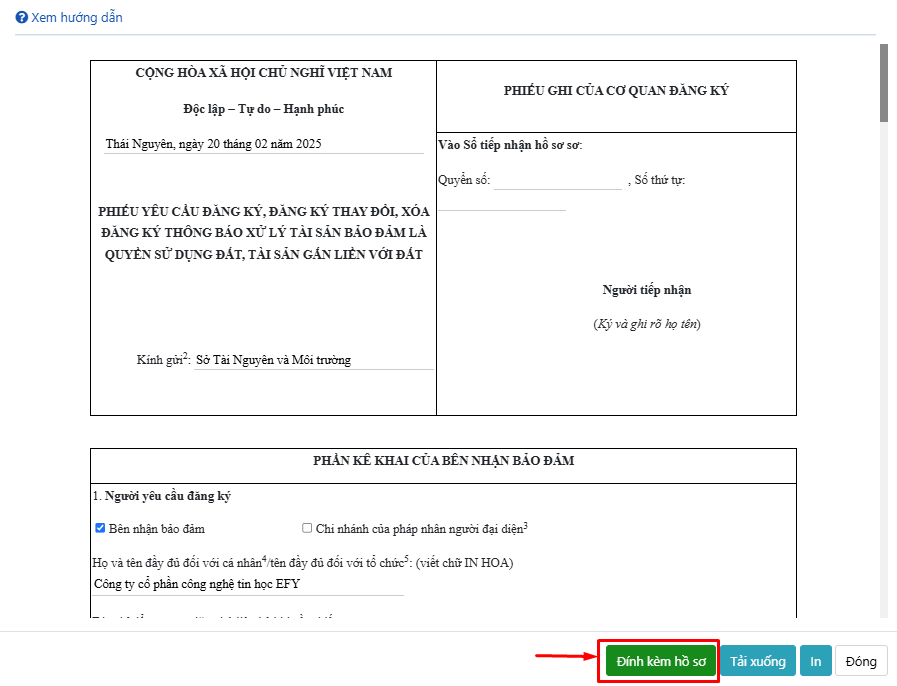 Xem hướng dẫn
CỘNG HÒA XÃ HỘI CHỦ NGHĨ VIỆT NAM
Độc lập – Tự do – Hạnh phúc
Thái Nguyên, ngày 20 tháng 02 năm 2025
PHIẾU YÊU CẦU ĐĂNG KÝ, ĐĂNG KÝ THAY ĐỔI, XÓA
ĐĂNG KÝ THÔNG BÁO XỬ LÝ TÀI SẢN BẢO ĐẢM LÀ
QUYỀN SỬ DỤNG ĐẤT, TÀI SẢN GẮN LIỀN VỚI ĐẤT
Kính gửi²: Sở Tài Nguyên và Môi trường
PHIẾU GHI CỦA CƠ QUAN ĐĂNG KÝ
Vào Sổ tiếp nhận hồ sơ sơ:
Quyển số: , Số thứ tự:
Người tiếp nhận
(Ký và ghi rõ họ tên)
PHẦN KÊ KHAI CỦA BÊN NHẬN BẢO ĐẢM
1. Người yêu cầu đăng ký
Bên nhận bảo đảm Chi nhánh của pháp nhân người đại diện³
Họ và tên đầy đủ đối với cá nhân⁴/tên đầy đủ đối với tổ chức⁵: (viết chữ IN HOA)
Công ty cổ phần công nghệ tin học EFY
Đính kèm hồ sơ Tải xuống In Đóng